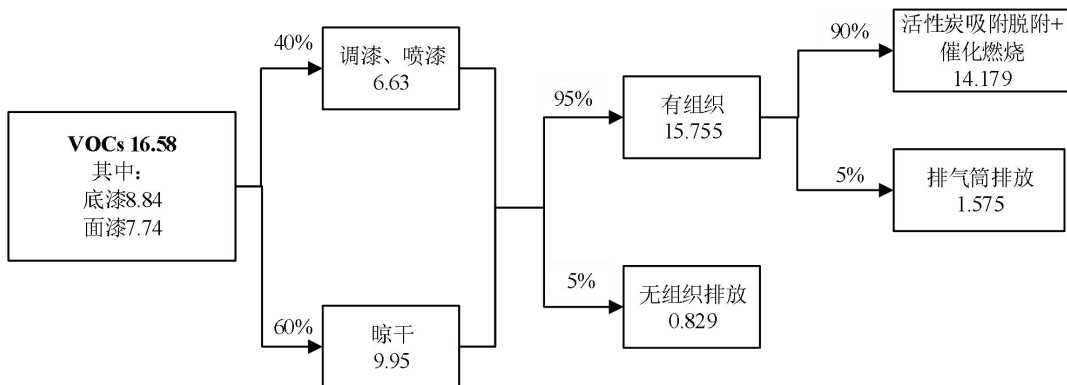 VOCs 16.58
其中：
底漆8.84
面漆7.74
40%
调漆、喷漆
6.63
60%
晾干
9.95
95%
有组织
15.755
5%
无组织排放
0.829
90%
活性炭吸附脱附+
催化燃烧
14.179
5%
排气筒排放
1.575